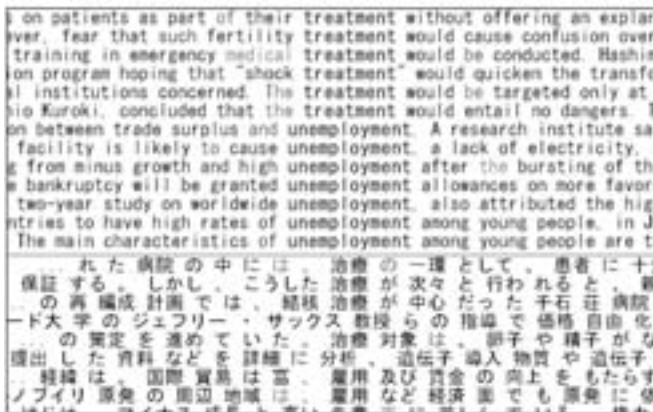 on patients as part of their treatment without offering an explan
ver, fear that such fertility treatment would cause confusion over
training in emergency medical treatment would be conducted. Hashim
on program hoping that "shock treatment" would quicken the transfo
l institutions concerned. The treatment would be targeted only at
io Kuroki, concluded that the treatment would entail no dangers. T
on between trade surplus and unemployment. A research institute sa
facility is likely to cause unemployment, a lack of electricity,
g from minus growth and high unemployment after the bursting of th
e bankruptcy will be granted unemployment allowances on more favor
two-year study on worldwide unemployment, also attributed the hig
ntries to have high rates of unemployment among young people, in J
The main characteristics of unemployment among young people are t
れ た 病院 の 中 に は 、 治療 の 一環 と して 、 患者 に 十
保証 する 。 しかし 、 こうした 治療 が 次々 と 行わ れる と 、 親
の 再 編成 計画 で は 、 結核 治療 が 中心 だった 千石 荘 病院
ード 大学 の ジェフリー ・ サックス 教授 ら の 指導 で 価格 自由 化
の 策定 を 進めて いた 。 治療 対象 は 、 卵子 や 精子 が な
提出 した 資料 など を 詳細 に 分析 、 遺伝子 導入 物質 や 遺伝子
経緯 は 、 国際 貿易 は 富 、 雇用 及び 賃金 の 向上 を もたらす
ノブイリ 原発 の 周辺 地域 は 、 雇用 など 経済 面 でも 原発 に 依